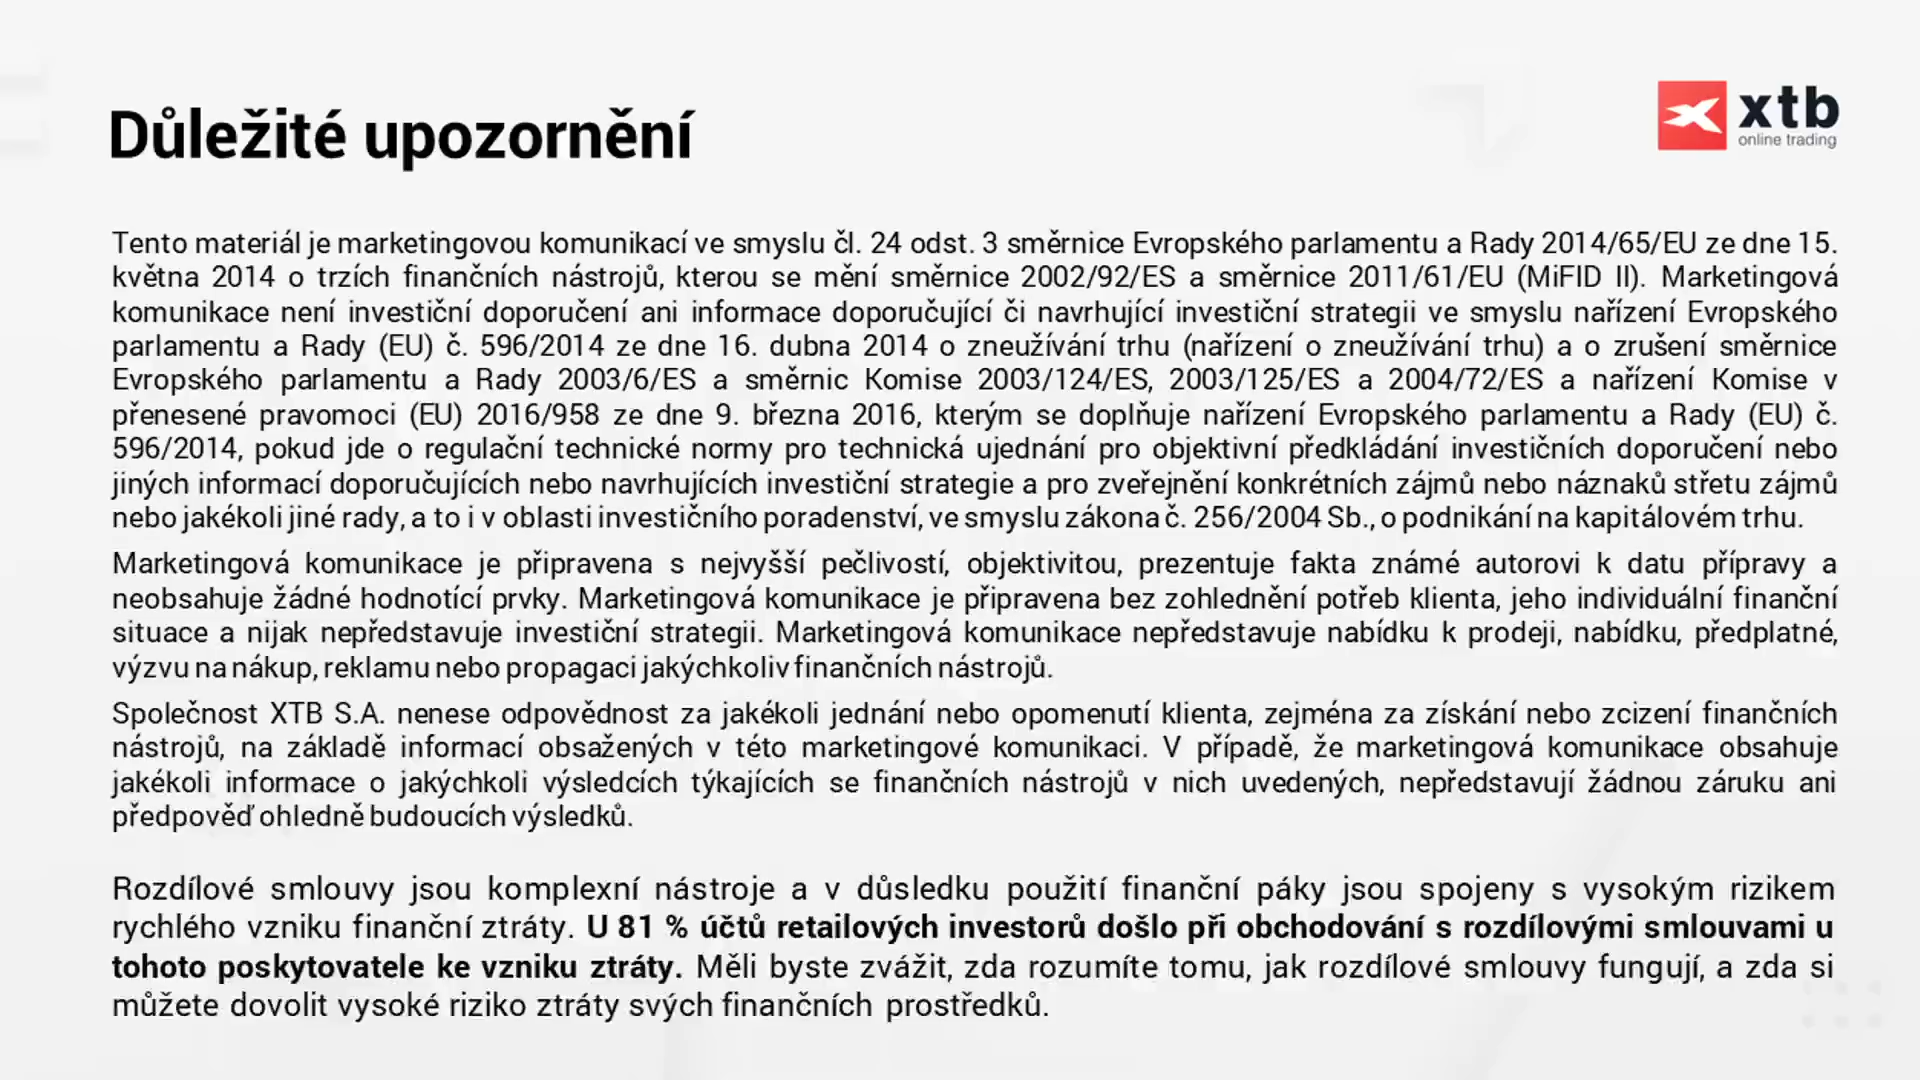 Důležité upozornění
xtb
online trading
Tento materiál je marketingovou komunikací ve smyslu čl. 24 odst. 3 směrnice Evropského parlamentu a Rady 2014/65/EU ze dne 15.
května 2014 o trzích finančních nástrojů, kterou se mění směrnice 2002/92/ES a směrnice 2011/61/EU (MiFID II). Marketingová
komunikace není investiční doporučení ani informace doporučující či navrhující investiční strategii ve smyslu nařízení Evropského
parlamentu a Rady (EU) č. 596/2014 ze dne 16. dubna 2014 o zneužívání trhu (nařízení o zneužívání trhu) a o zrušení směrnice
Evropského parlamentu a Rady 2003/6/ES a směrnic Komise 2003/124/ES, 2003/125/ES a 2004/72/ES a nařízení Komise v
přenesené pravomoci (EU) 2016/958 ze dne 9. března 2016, kterým se doplňuje nařízení Evropského parlamentu a Rady (EU) č.
596/2014, pokud jde o regulační technické normy pro technická ujednání pro objektivní předkládání investičních doporučení nebo
jiných informací doporučujících nebo navrhujících investiční strategie a pro zveřejnění konkrétních zájmů nebo náznaků střetu zájmů
nebo jakékoli jiné rady, a to i v oblasti investičního poradenství, ve smyslu zákona č. 256/2004 Sb., o podnikání na kapitálovém trhu.
Marketingová komunikace je připravena s nejvyšší pečlivostí, objektivitou, prezentuje fakta známé autorovi k datu přípravy a
neobsahuje žádné hodnotící prvky. Marketingová komunikace je připravena bez zohlednění potřeb klienta, jeho individuální finanční
situace a nijak nepředstavuje investiční strategii. Marketingová komunikace nepředstavuje nabídku k prodeji, nabídku, předplatné,
výzvu na nákup, reklamu nebo propagaci jakýchkoliv finančních nástrojů.
Společnost XTB S.A. nenese odpovědnost za jakékoli jednání nebo opomenutí klienta, zejména za získání nebo zcizení finančních
nástrojů, na základě informací obsažených v této marketingové komunikaci. V případě, že marketingová komunikace obsahuje
jakékoli informace o jakýchkoli výsledcích týkajících se finančních nástrojů v nich uvedených, nepředstavují žádnou záruku ani
předpověď ohledně budoucích výsledků.
Rozdílové smlouvy jsou komplexní nástroje a v důsledku použití finanční páky jsou spojeny s vysokým rizikem
rychlého vzniku finanční ztráty. U 81 % účtů retailových investorů došlo při obchodování s rozdílovými smlouvami u
tohoto poskytovatele ke vzniku ztráty. Měli byste zvážit, zda rozumíte tomu, jak rozdílové smlouvy fungují, a zda si
můžete dovolit vysoké riziko ztráty svých finančních prostředků.